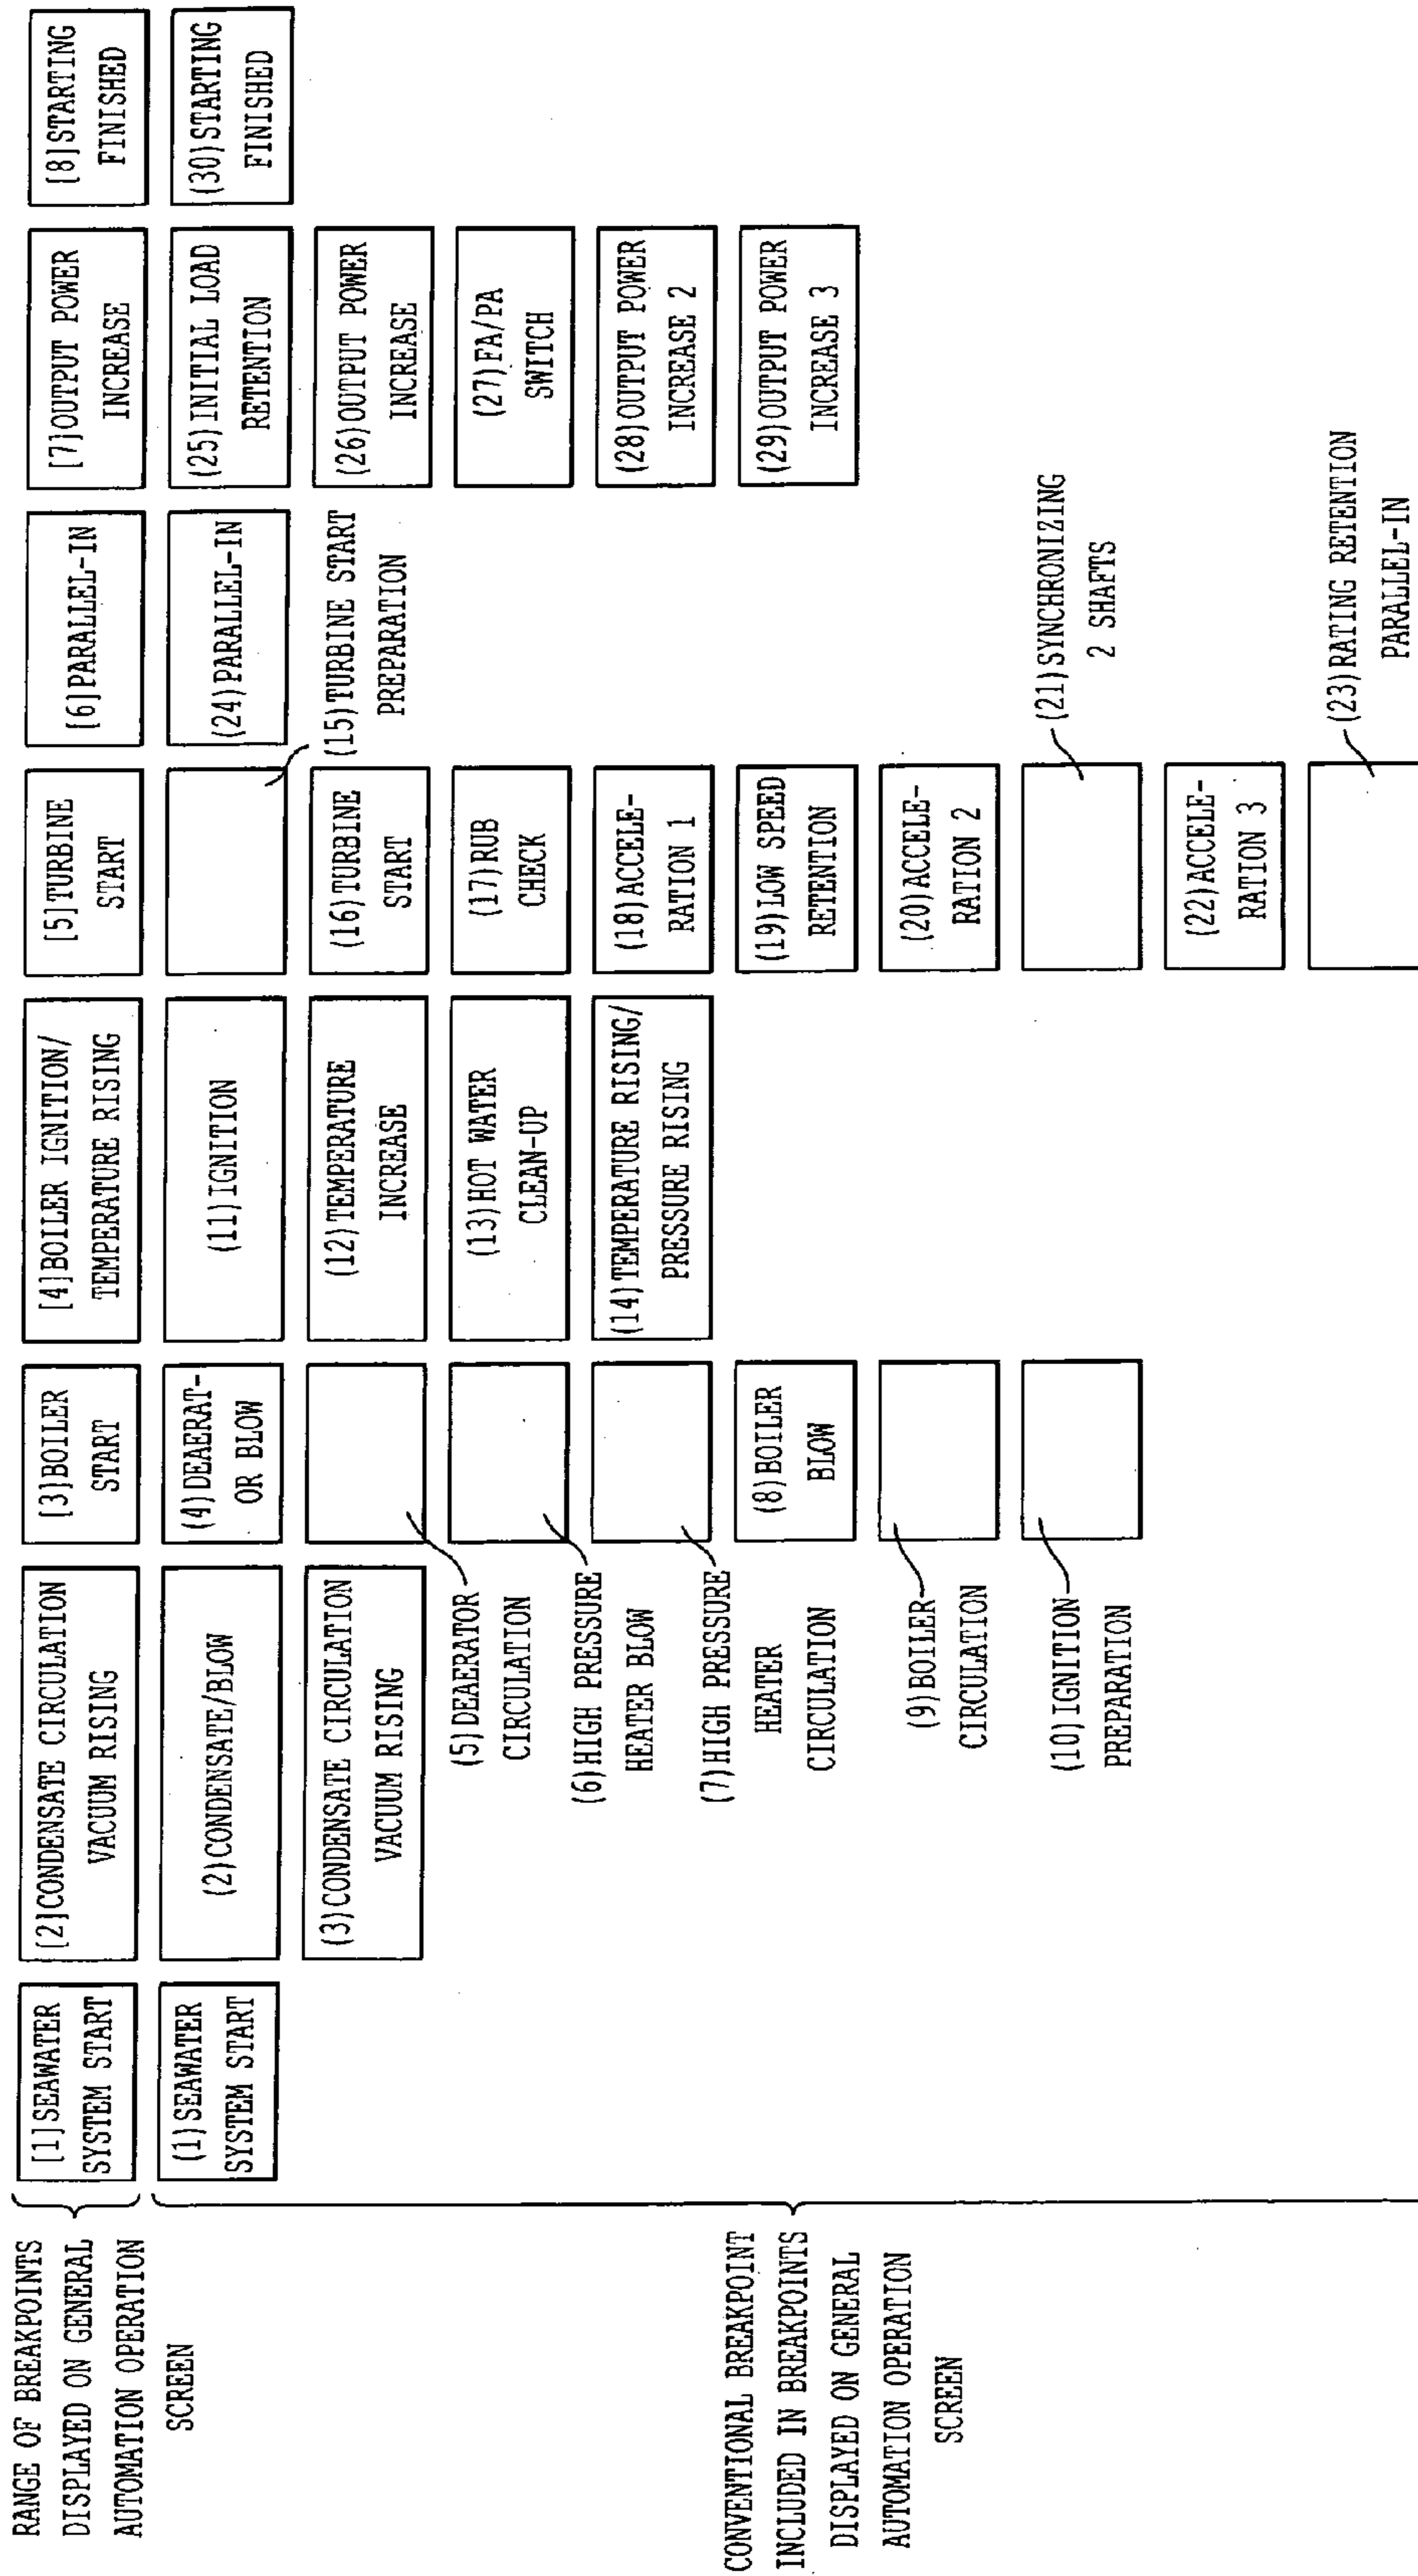 RANGE OF BREAKPOINTS
DISPLAYED ON GENERAL
AUTOMATION OPERATION
SCREEN
[1]SEAWATER
SYSTEM START
[2]CONDENSATE CIRCULATION
VACUUM RISING
[3]BOILER
START
[4]BOILER IGNITION/
TEMPERATURE RISING
[5]TURBINE
START
[6]PARALLEL-IN
[7]OUTPUT POWER
INCREASE
[8]STARTING
FINISHED
CONVENTIONAL BREAKPOINT
INCLUDED IN BREAKPOINTS
DISPLAYED ON GENERAL
AUTOMATION OPERATION
SCREEN
(1)SEAWATER
SYSTEM START
(2)CONDENSATE/BLOW
(3)CONDENSATE CIRCULATION
VACUUM RISING
(4)DEAERAT-
OR BLOW
(5)DEAERATOR
CIRCULATION
(6)HIGH PRESSURE
HEATER BLOW
(7)HIGH PRESSURE
HEATER
CIRCULATION
(8)BOILER
BLOW
(9)BOILER
CIRCULATION
(10)IGNITION
PREPARATION
(11)IGNITION
(12)TEMPERATURE
INCREASE
(13)HOT WATER
CLEAN-UP
(14)TEMPERATURE RISING/
PRESSURE RISING
(15)TURBINE START
PREPARATION
(16)TURBINE
START
(17)RUB
CHECK
(18)ACCELE-
RATION 1
(19)LOW SPEED
RETENTION
(20)ACCELE-
RATION 2
(21)SYNCHRONIZING
2 SHAFTS
(22)ACCELE-
RATION 3
(23)RATING RETENTION
PARALLEL-IN
(24)PARALLEL-IN
(25)INITIAL LOAD
RETENTION
(26)OUTPUT POWER
INCREASE
(27)FA/PA
SWITCH
(28)OUTPUT POWER
INCREASE 2
(29)OUTPUT POWER
INCREASE 3
(30)STARTING
FINISHED